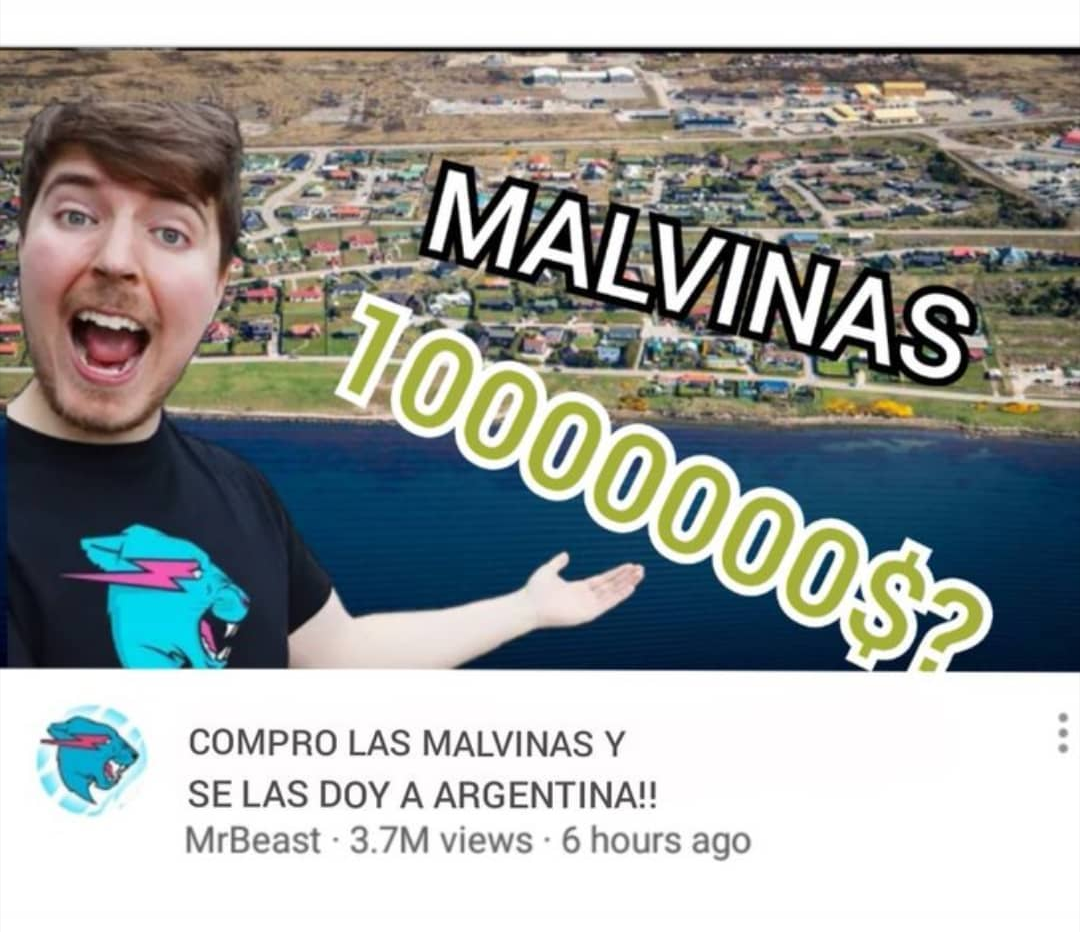 MALVINAS
10000000$?
COMPRO LAS MALVINAS Y
SE LAS DOY A ARGENTINA!!
MrBeast · 3.7M views · 6 hours ago